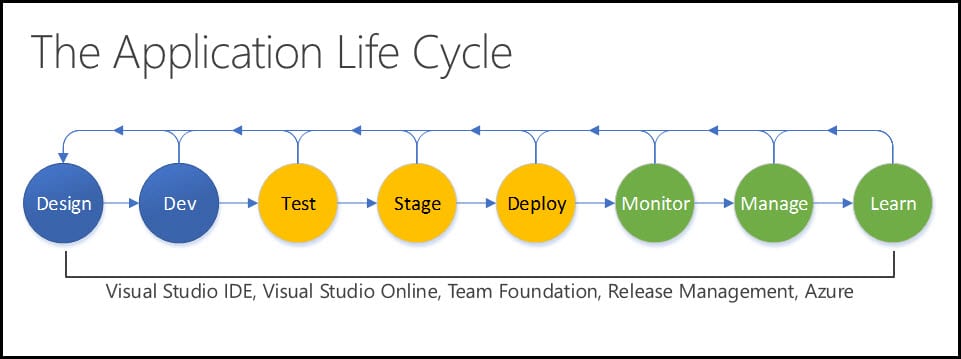 The Application Life Cycle
Design
Dev
Test
Stage
Deploy
Monitor
Manage
Learn
Visual Studio IDE, Visual Studio Online, Team Foundation, Release Management, Azure